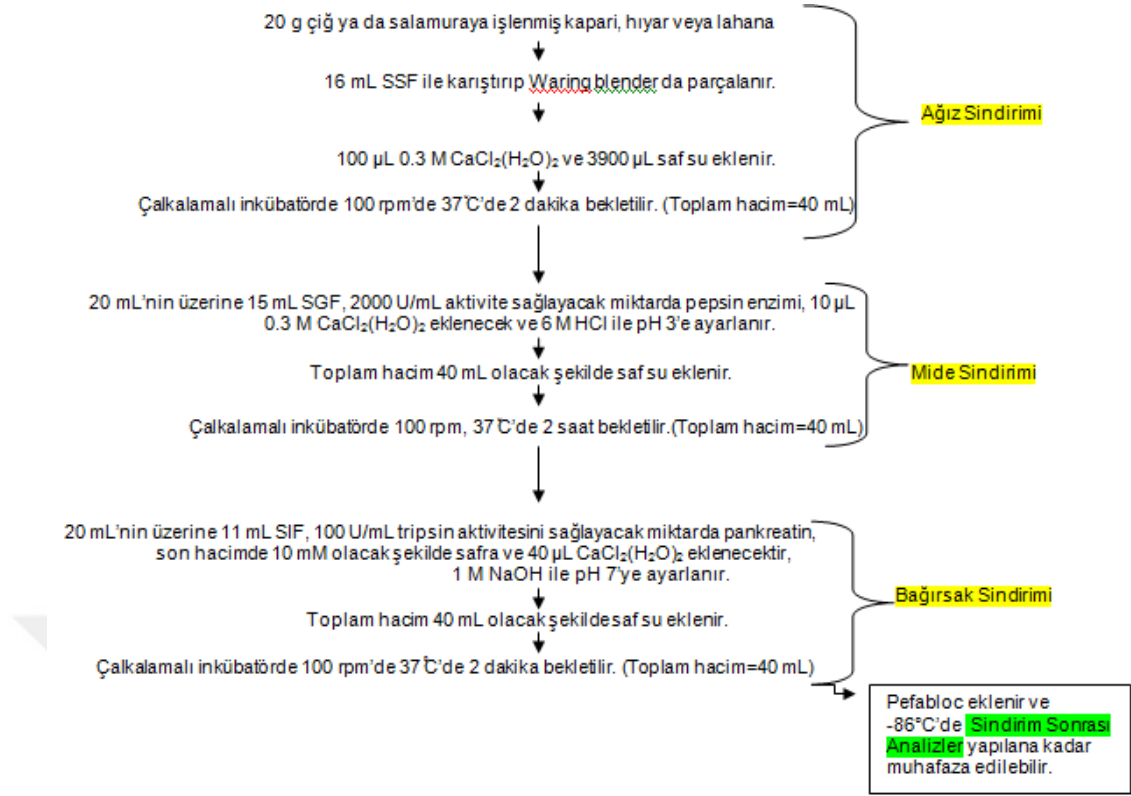 20 g çiğ ya da salamuraya işlenmiş kapari, hıyar veya lahana
16 mL SSF ile karıştırıp Waring blender da parçalanır.
Ağız Sindirimi
100 µL 0.3 M CaCl₂(H₂O)₂ ve 3900 µL saf su eklenir.
Çalkalamalı inkübatörde 100 rpm'de 37℃'de 2 dakika bekletilir. (Toplam hacim=40 mL)
20 mL'nin üzerine 15 mL SGF, 2000 U/mL aktivite sağlayacak miktarda pepsin enzimi, 10 µL
0.3 M CaCl₂(H₂O)₂ eklenecek ve 6 M HCl ile pH 3'e ayarlanır.
Toplam hacim 40 mL olacak şekilde saf su eklenir.
Mide Sindirimi
Çalkalamalı inkübatörde 100 rpm, 37℃'de 2 saat bekletilir.(Toplam hacim=40 mL)
20 mL'nin üzerine 11 mL SIF, 100 U/mL tripsin aktivitesini sağlayacak miktarda pankreatin,
son hacimde 10 mM olacak şekilde safra ve 40 µL CaCl₂(H₂O)₂ eklenecektir,
1 M NaOH ile pH 7'ye ayarlanır.
Bağırsak Sindirimi
Toplam hacim 40 mL olacak şekilde saf su eklenir.
Çalkalamalı inkübatörde 100 rpm'de 37℃'de 2 dakika bekletilir. (Toplam hacim=40 mL)
Pefabloc eklenir ve
-86°C'de Sindirim Sonrası
Analizler yapılana kadar
muhafaza edilebilir.